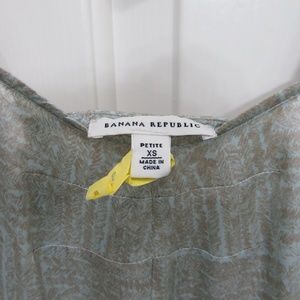 BANANA REPUBLIC
PETITE
XS
MADE IN
CHINA